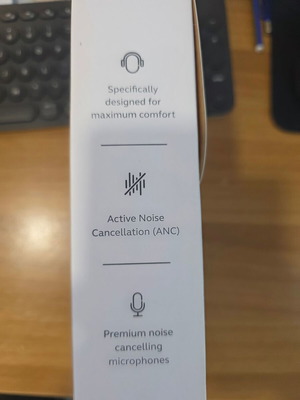 Specifically
designed for
maximum comfort
Active Noise
Cancellation (ANC)
Premium noise
cancelling
microphones